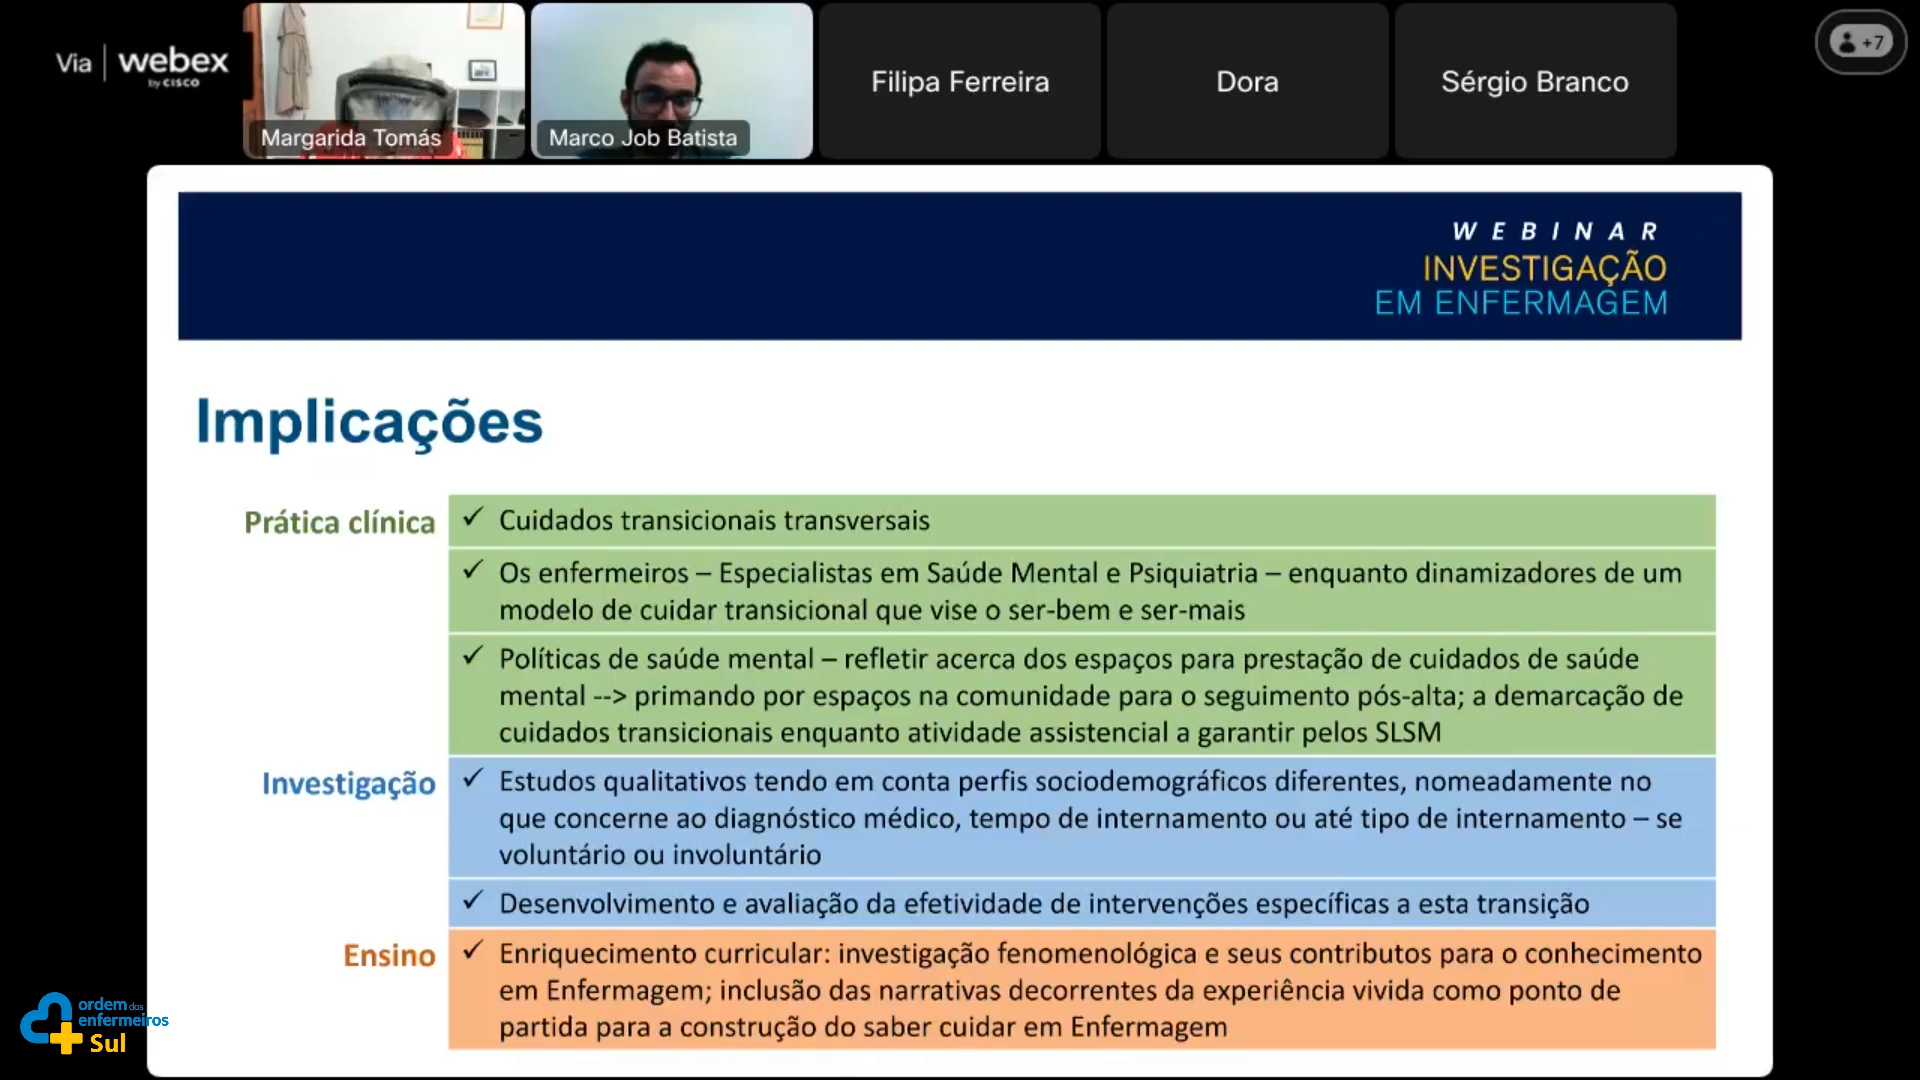 Via webex
by CISCO
Margarida Tomás
Marco Job Batista
Filipa Ferreira
Dora
Sérgio Branco
+7
WEBINAR
INVESTIGAÇÃO
EM ENFERMAGEM
Implicações
Prática clínica
✓ Cuidados transicionais transversais
✓ Os enfermeiros – Especialistas em Saúde Mental e Psiquiatria – enquanto dinamizadores de um
modelo de cuidar transicional que vise o ser-bem e ser-mais
✓ Políticas de saúde mental – refletir acerca dos espaços para prestação de cuidados de saúde
mental --> primando por espaços na comunidade para o seguimento pós-alta; a demarcação de
cuidados transicionais enquanto atividade assistencial a garantir pelos SLSM
Investigação
✓ Estudos qualitativos tendo em conta perfis sociodemográficos diferentes, nomeadamente no
que concerne ao diagnóstico médico, tempo de internamento ou até tipo de internamento – se
voluntário ou involuntário
✓ Desenvolvimento e avaliação da efetividade de intervenções específicas a esta transição
Ensino
✓ Enriquecimento curricular: investigação fenomenológica e seus contributos para o conhecimento
em Enfermagem; inclusão das narrativas decorrentes da experiência vivida como ponto de
partida para a construção do saber cuidar em Enfermagem
ordem dos
enfermeiros
Sul